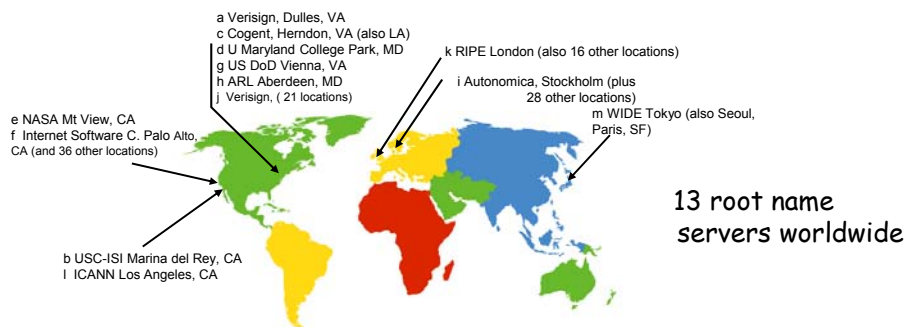 a Verisign, Dulles, VA
c Cogent, Herndon, VA (also LA)
d U Maryland College Park, MD
g US DoD Vienna, VA
h ARL Aberdeen, MD
j Verisign, ( 21 locations)
k RIPE London (also 16 other locations)
i Autonomica, Stockholm (plus
28 other locations)
m WIDE Tokyo (also Seoul,
Paris, SF)
e NASA Mt View, CA
f Internet Software C. Palo Alto,
CA (and 36 other locations)
13 root name
servers worldwide
b USC-ISI Marina del Rey, CA
l ICANN Los Angeles, CA